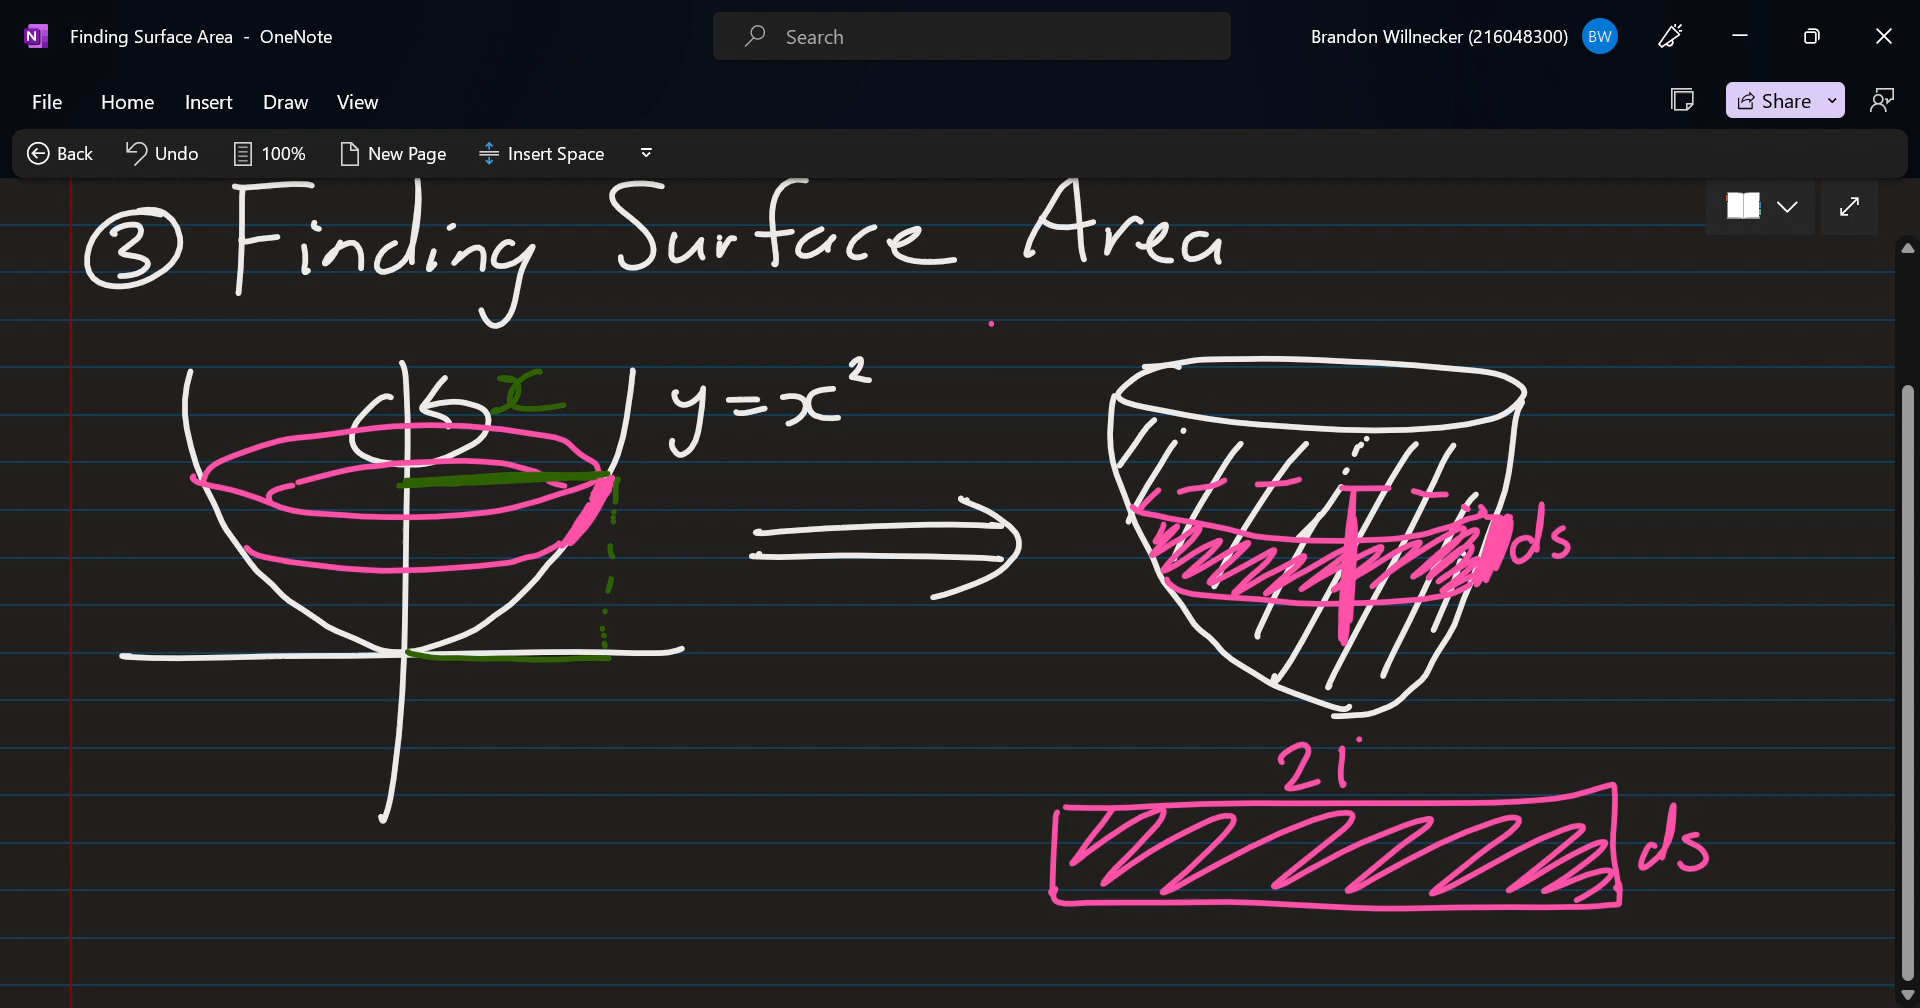 Finding Surface Area - OneNote
Search
Brandon Willnecker (216048300)
BW
File Home Insert Draw View
Share
Back Undo 100% New Page Insert Space
③ Finding Surface Area
x
y = x²
ds
2
ds